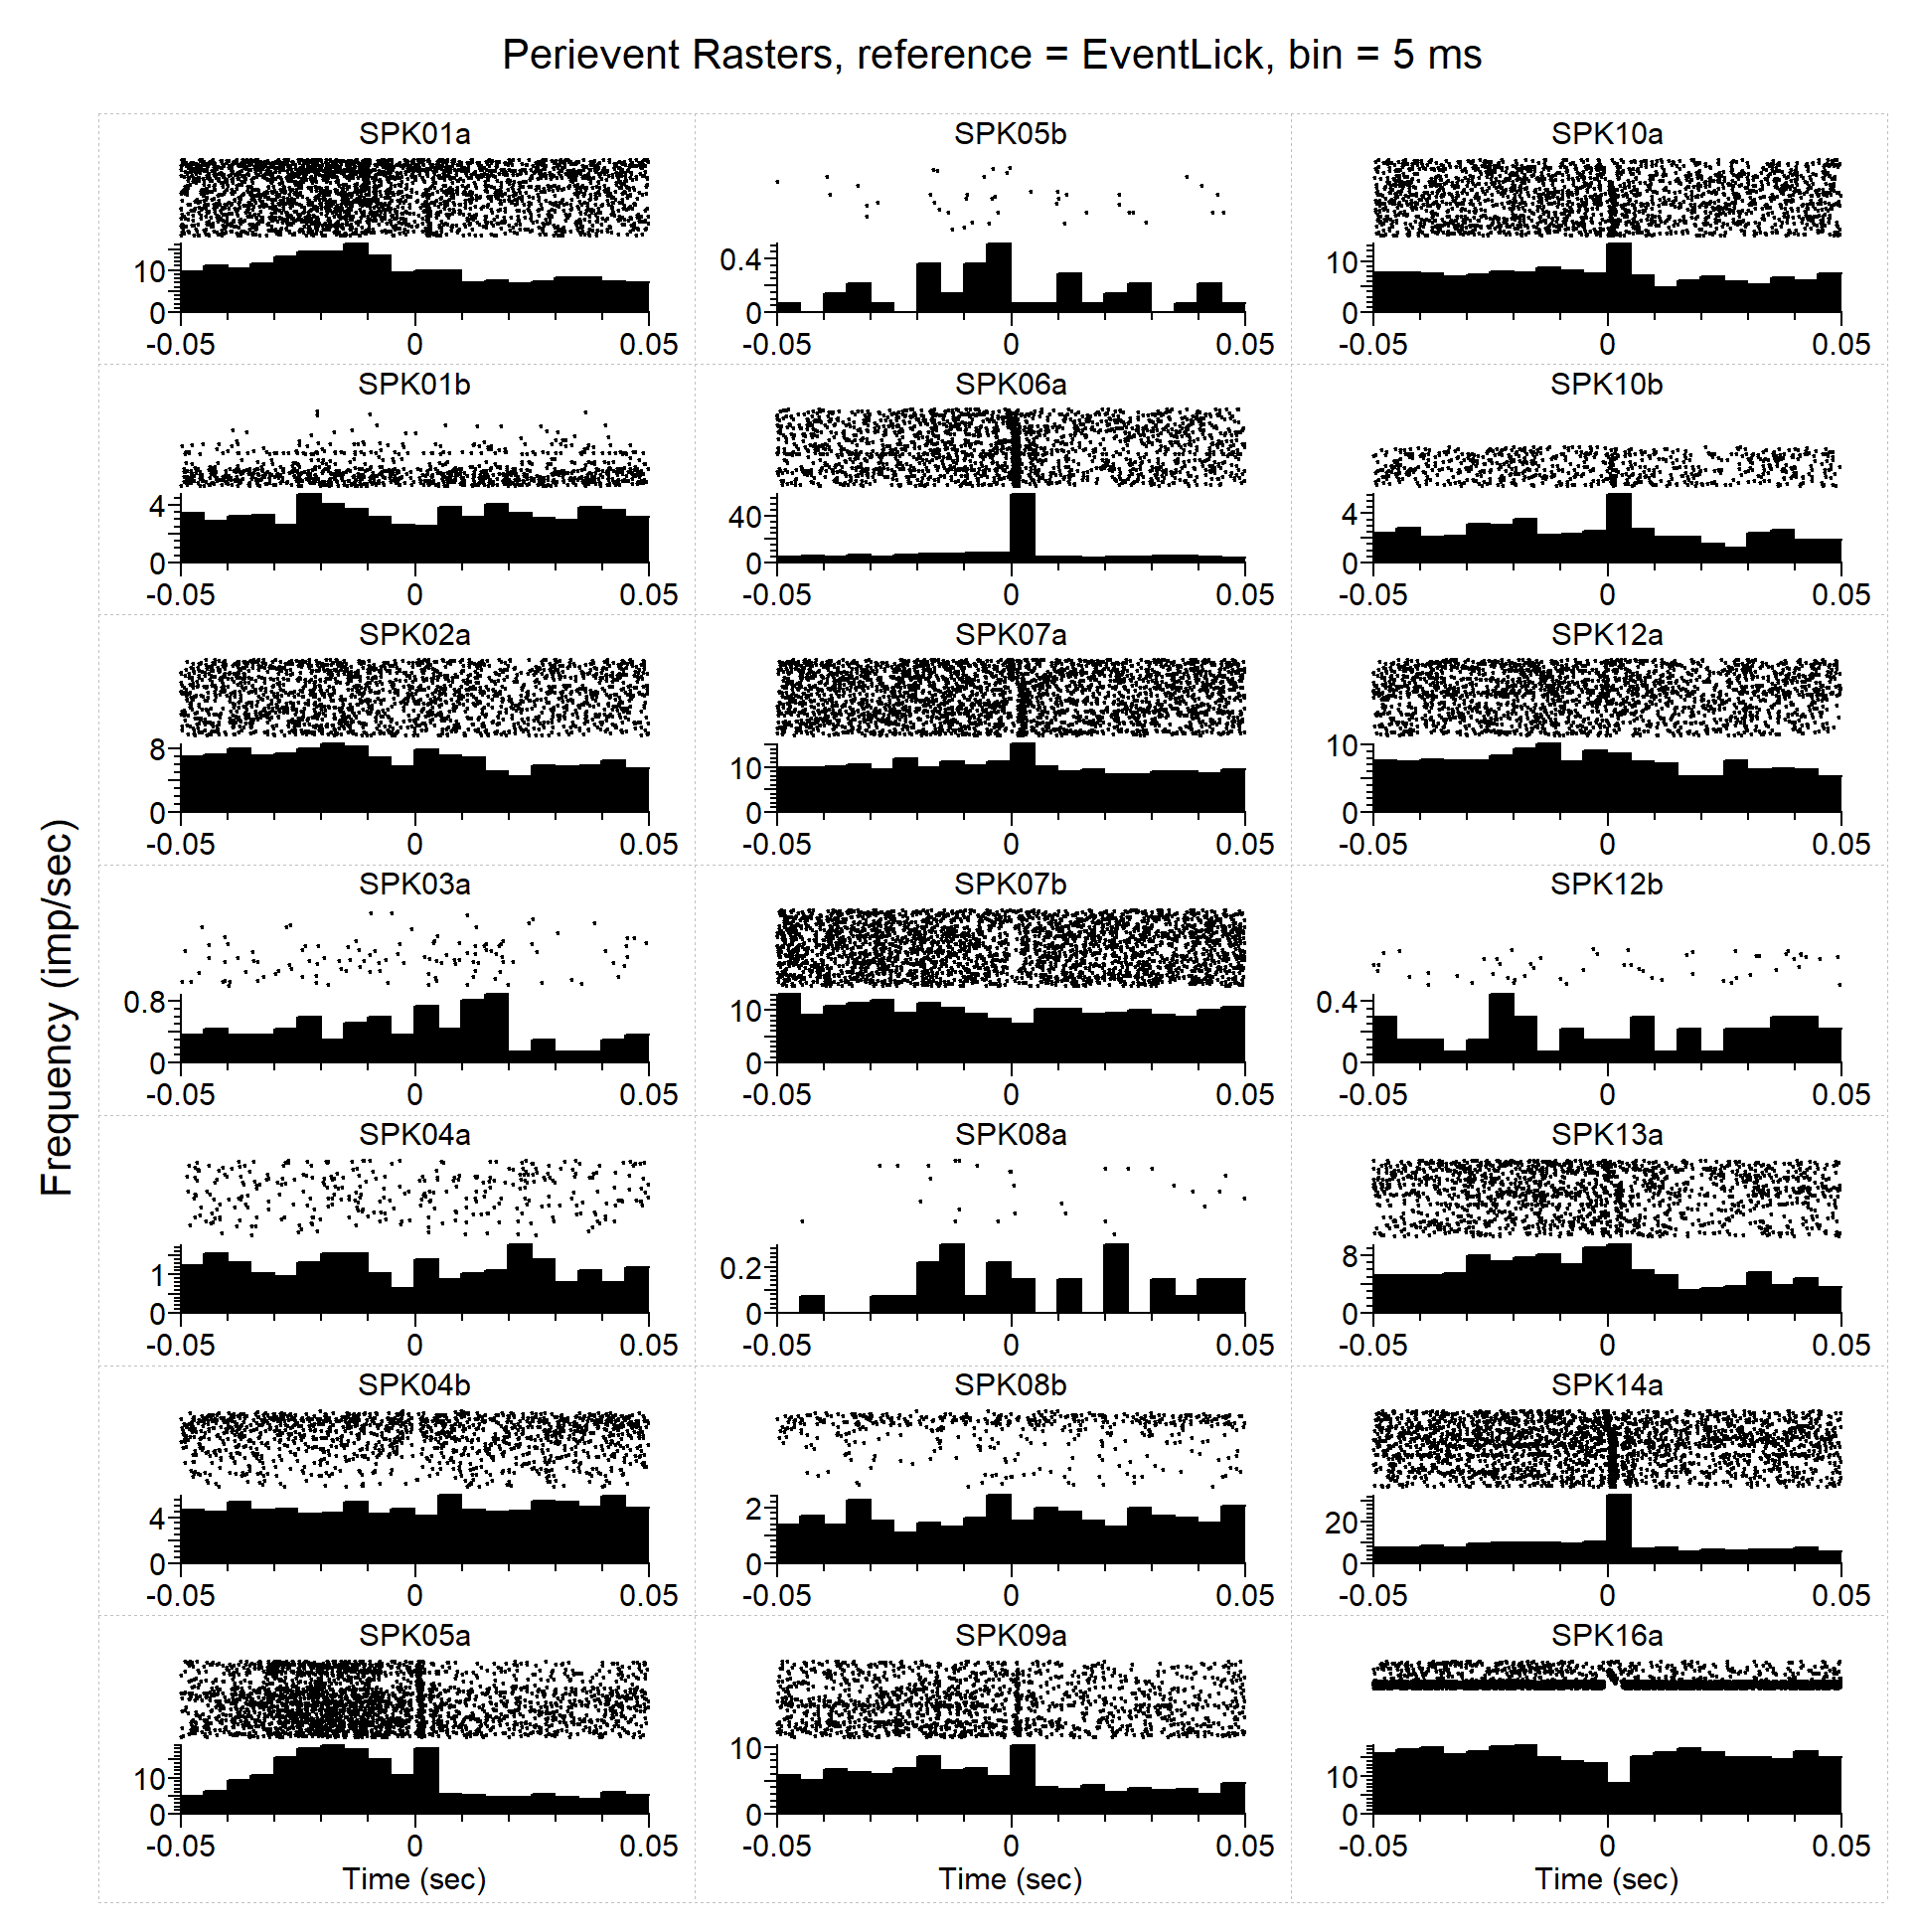 Perievent Rasters, reference = EventLick, bin = 5 ms
Frequency (imp/sec)
SPK01a
10
0
-0.05 0 0.05
SPK05b
0.4
0
-0.05 0 0.05
SPK10a
10
0
-0.05 0 0.05
SPK01b
4
0
-0.05 0 0.05
SPK06a
40
0
-0.05 0 0.05
SPK10b
4
0
-0.05 0 0.05
SPK02a
8
0
-0.05 0 0.05
SPK07a
10
0
-0.05 0 0.05
SPK12a
10
0
-0.05 0 0.05
SPK03a
0.8
0
-0.05 0 0.05
SPK07b
10
0
-0.05 0 0.05
SPK12b
0.4
0
-0.05 0 0.05
SPK04a
1
0
-0.05 0 0.05
SPK08a
0.2
0
-0.05 0 0.05
SPK13a
8
0
-0.05 0 0.05
SPK04b
4
0
-0.05 0 0.05
SPK08b
2
0
-0.05 0 0.05
SPK14a
20
0
-0.05 0 0.05
SPK05a
10
0
-0.05 0 0.05
Time (sec)
SPK09a
10
0
-0.05 0 0.05
Time (sec)
SPK16a
10
0
-0.05 0 0.05
Time (sec)